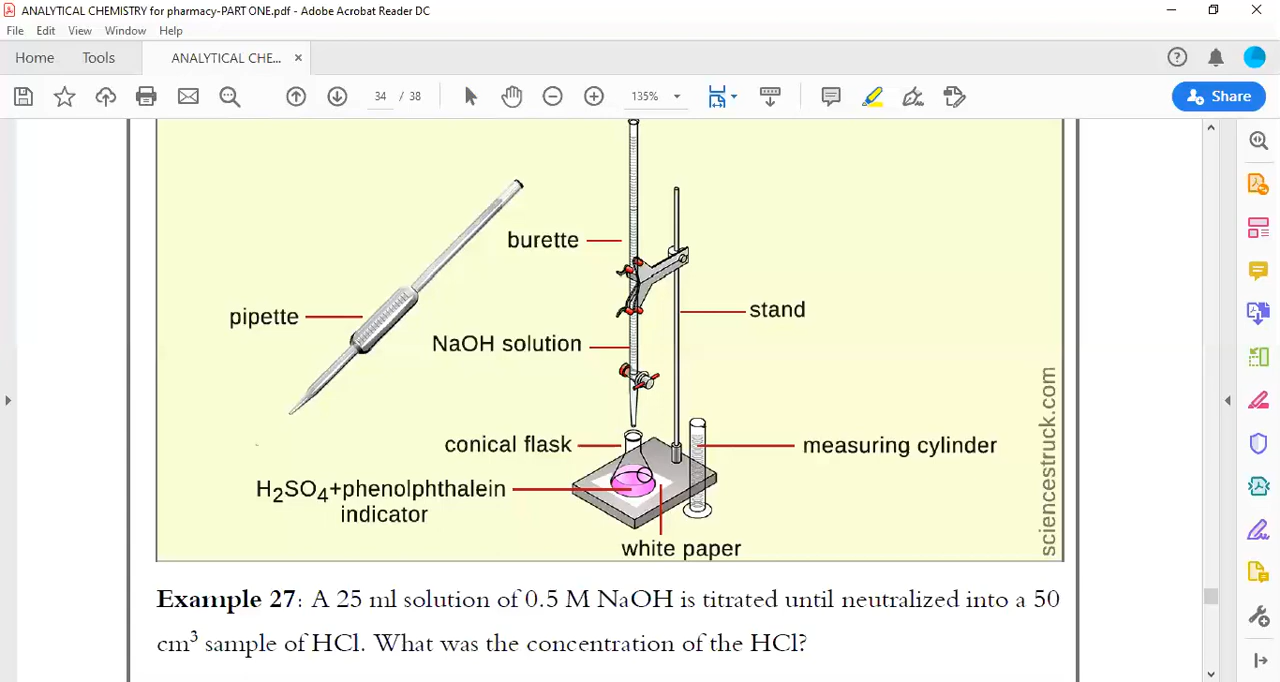 ANALYTICAL CHEMISTRY for pharmacy-PART ONE.pdf - Adobe Acrobat Reader DC
File Edit View Window Help
Home Tools ANALYTICAL CHE... ×
34 / 38 135% Share
burette
pipette
stand
NaOH solution
conical flask
measuring cylinder
H₂SO₄+phenolphthalein
indicator
white paper
sciencestruck.com
Example 27: A 25 ml solution of 0.5 M NaOH is titrated until neutralized into a 50
cm³ sample of HCl. What was the concentration of the HCl?